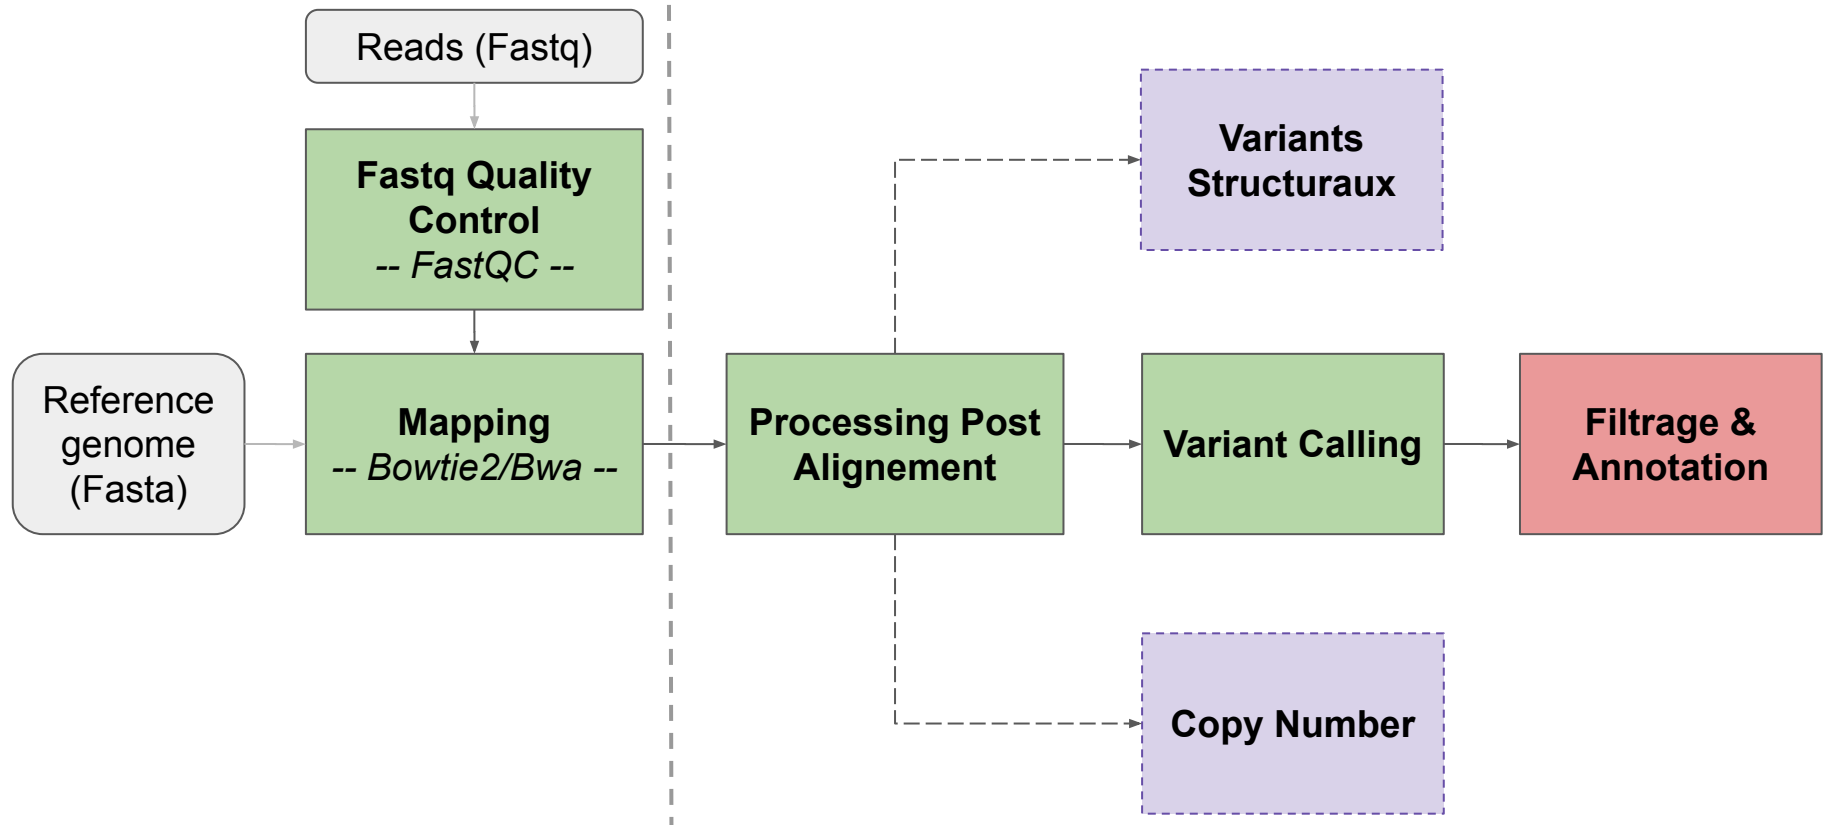 Reads (Fastq)
Fastq Quality
Control
-- FastQC --
Reference
genome
(Fasta)
Mapping
-- Bowtie2/Bwa --
Processing Post
Alignement
Variants
Structuraux
Variant Calling
Copy Number
Filtrage &
Annotation